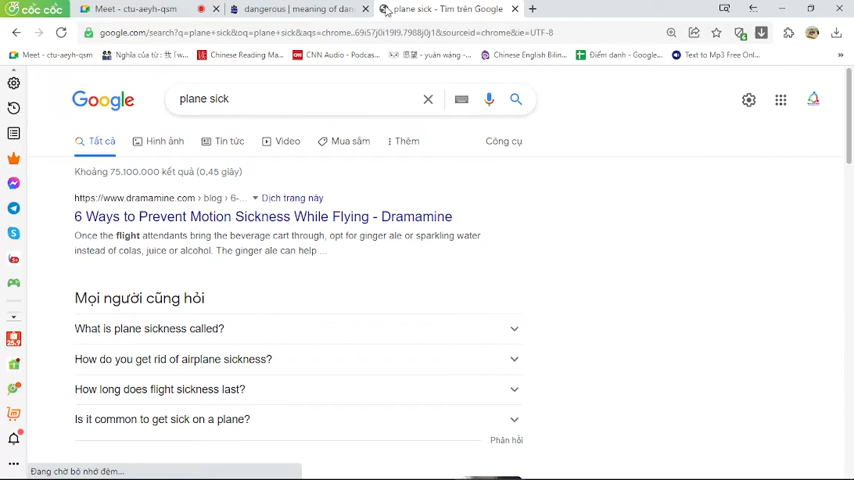 cốc cốc
Meet - ctu-aeyh-qsm
dangerous | meaning of dan
plane sick - Tìm trên Google
google.com/search?q=plane+sick&oq=plane+sick&aqs=chrome..69i57j0i19l9.7988j0j1&sourceid=chrome&ie=UTF-8
Meet - ctu-aeyh-qsm
Nghĩa của từ: 我 「w...
Chinese Reading Ma...
CNN Audio - Podcas...
雨 望 - yuàn wàng -...
Chinese English Bilin...
Điểm danh - Google...
Text to Mp3 Free Onl...
Google
plane sick
Tất cả
Hình ảnh
Tin tức
Video
Mua sắm
Thêm
Công cụ
Khoảng 75.100.000 kết quả (0,45 giây)
https://www.dramamine.com › blog › 6-... Dịch trang này
6 Ways to Prevent Motion Sickness While Flying - Dramamine
Once the flight attendants bring the beverage cart through, opt for ginger ale or sparkling water
instead of colas, juice or alcohol. The ginger ale can help ...
Mọi người cũng hỏi
What is plane sickness called?
How do you get rid of airplane sickness?
How long does flight sickness last?
Is it common to get sick on a plane?
Phản hồi
25.9
Đang chờ bộ nhớ đệm...